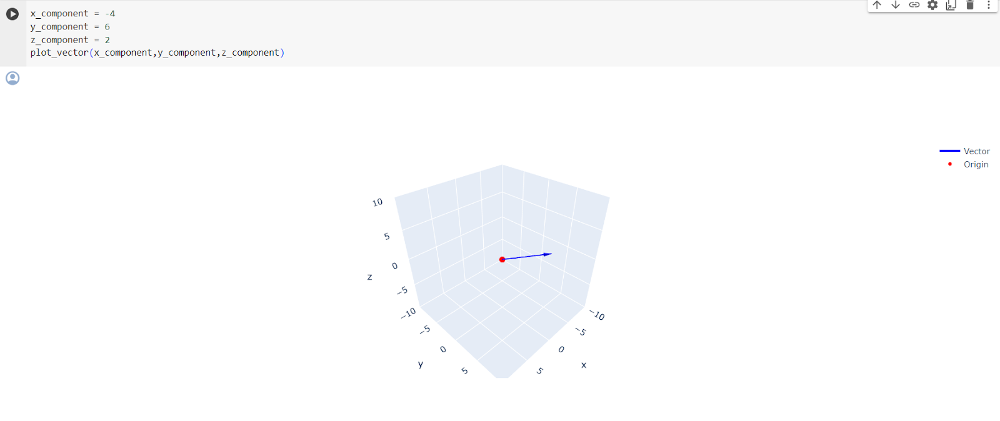 x_component = -4
y_component = 6
z_component = 2
plot_vector(x_component,y_component,z_component)
Vector
Origin
10
5
0
z
−5
−10
−10
−5
−5
0
0
y
x
5
5